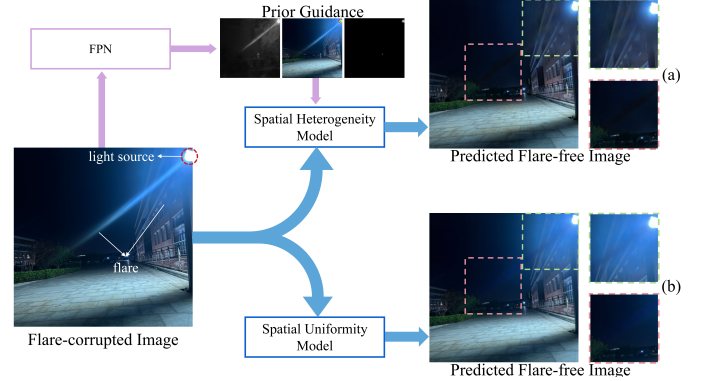 Prior Guidance
FPN
(a)
Spatial Heterogeneity
Model
Predicted Flare-free Image
light source
flare
Flare-corrupted Image
(b)
Spatial Uniformity
Model
Predicted Flare-free Image